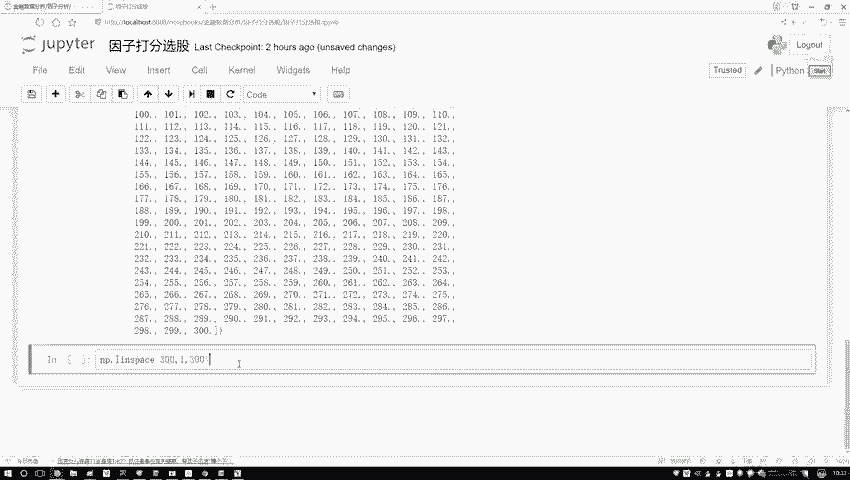 jupyter 因子打分选股 Last Checkpoint: 2 hours ago (unsaved changes)
Logout
File Edit View Insert Cell Kernel Widgets Help
Trusted
Python
Code
100., 101., 102., 103., 104., 105., 106., 107., 108., 109., 110.,
111., 112., 113., 114., 115., 116., 117., 118., 119., 120., 121.,
122., 123., 124., 125., 126., 127., 128., 129., 130., 131., 132.,
133., 134., 135., 136., 137., 138., 139., 140., 141., 142., 143.,
144., 145., 146., 147., 148., 149., 150., 151., 152., 153., 154.,
155., 156., 157., 158., 159., 160., 161., 162., 163., 164., 165.,
166., 167., 168., 169., 170., 171., 172., 173., 174., 175., 176.,
177., 178., 179., 180., 181., 182., 183., 184., 185., 186., 187.,
188., 189., 190., 191., 192., 193., 194., 195., 196., 197., 198.,
199., 200., 201., 202., 203., 204., 205., 206., 207., 208., 209.,
210., 211., 212., 213., 214., 215., 216., 217., 218., 219., 220.,
221., 222., 223., 224., 225., 226., 227., 228., 229., 230., 231.,
232., 233., 234., 235., 236., 237., 238., 239., 240., 241., 242.,
243., 244., 245., 246., 247., 248., 249., 250., 251., 252., 253.,
254., 255., 256., 257., 258., 259., 260., 261., 262., 263., 264.,
265., 266., 267., 268., 269., 270., 271., 272., 273., 274., 275.,
276., 277., 278., 279., 280., 281., 282., 283., 284., 285., 286.,
287., 288., 289., 290., 291., 292., 293., 294., 295., 296., 297.,
298., 299., 300.])
In [ ]: np.linspace(300,1,300)